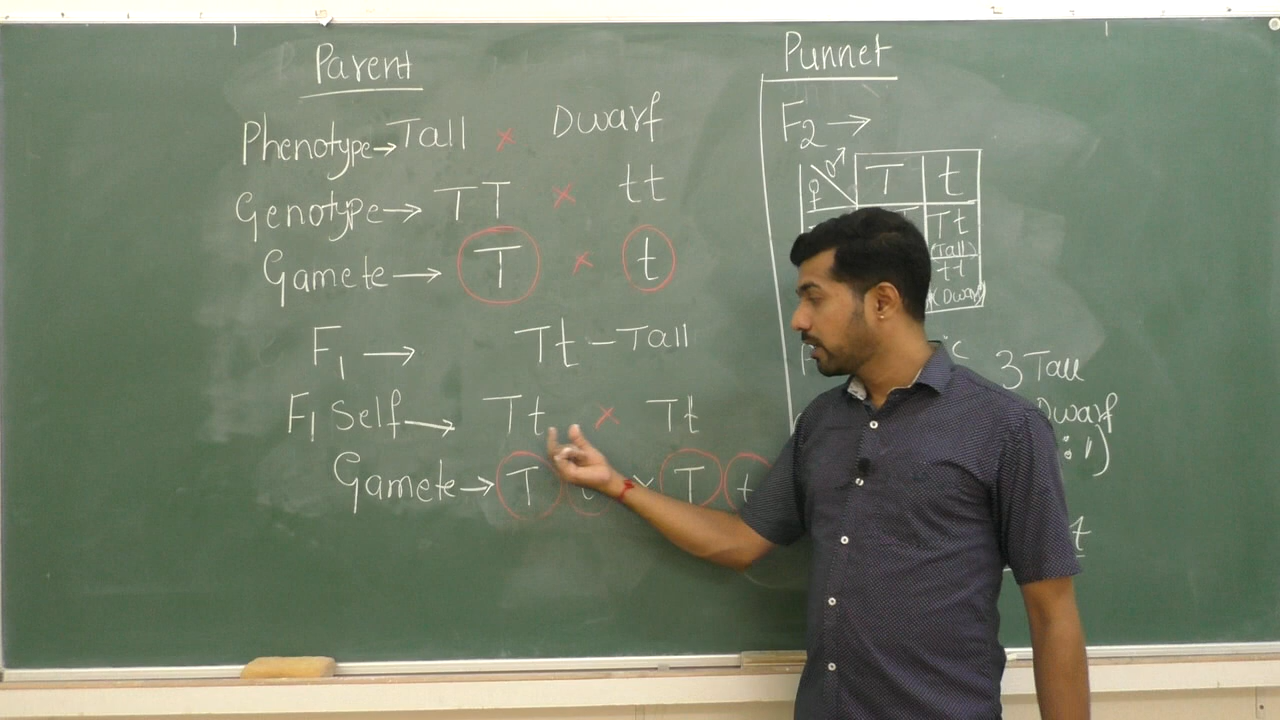 Parent
Phenotype→ Tall × Dwarf
Genotype→ TT × tt
Gamete→ T × t
F1 → Tt – Tall
F1 Self→ Tt × Tt
Gamete→ T t × T t
Punnet
F2 →
♀ ♂ T t
Tt
(Tall)
tt
(Dwarf)
3 Tall
Dwarf
:1)
t